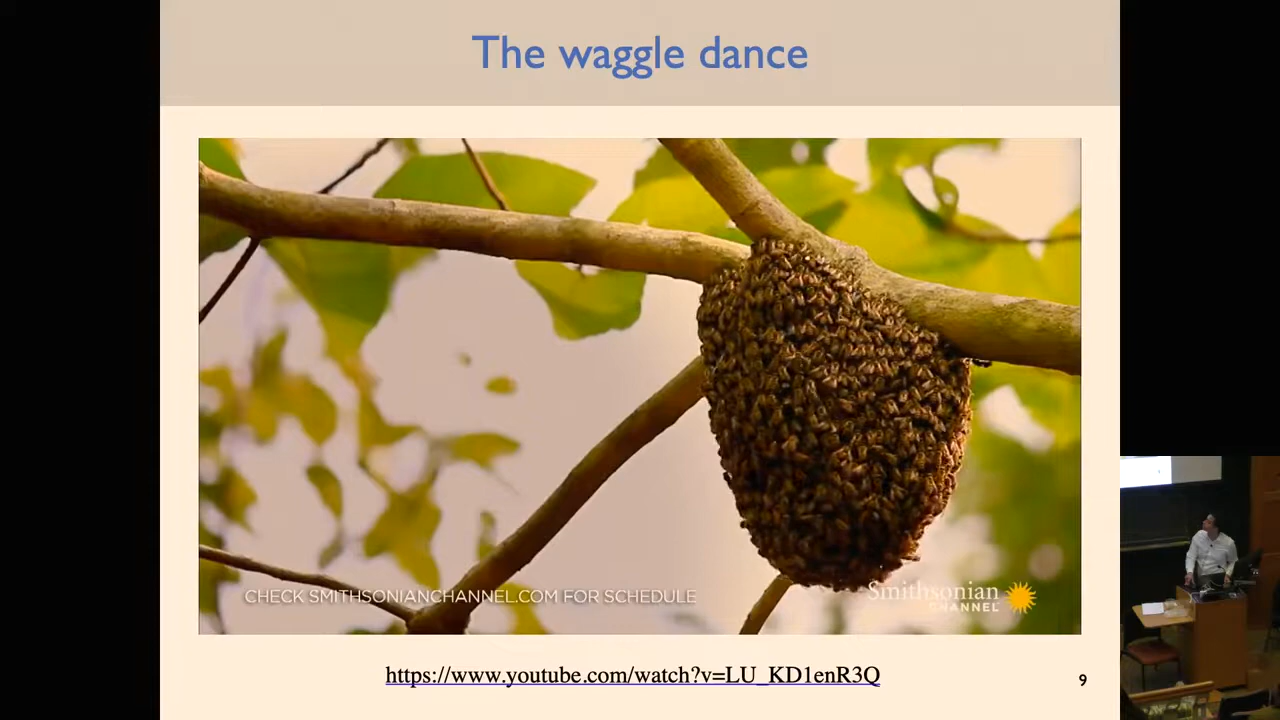 The waggle dance
CHECK SMITHSONIANCHANNEL.COM FOR SCHEDULE
Smithsonian
CHANNEL
https://www.youtube.com/watch?v=LU_KD1enR3Q
9